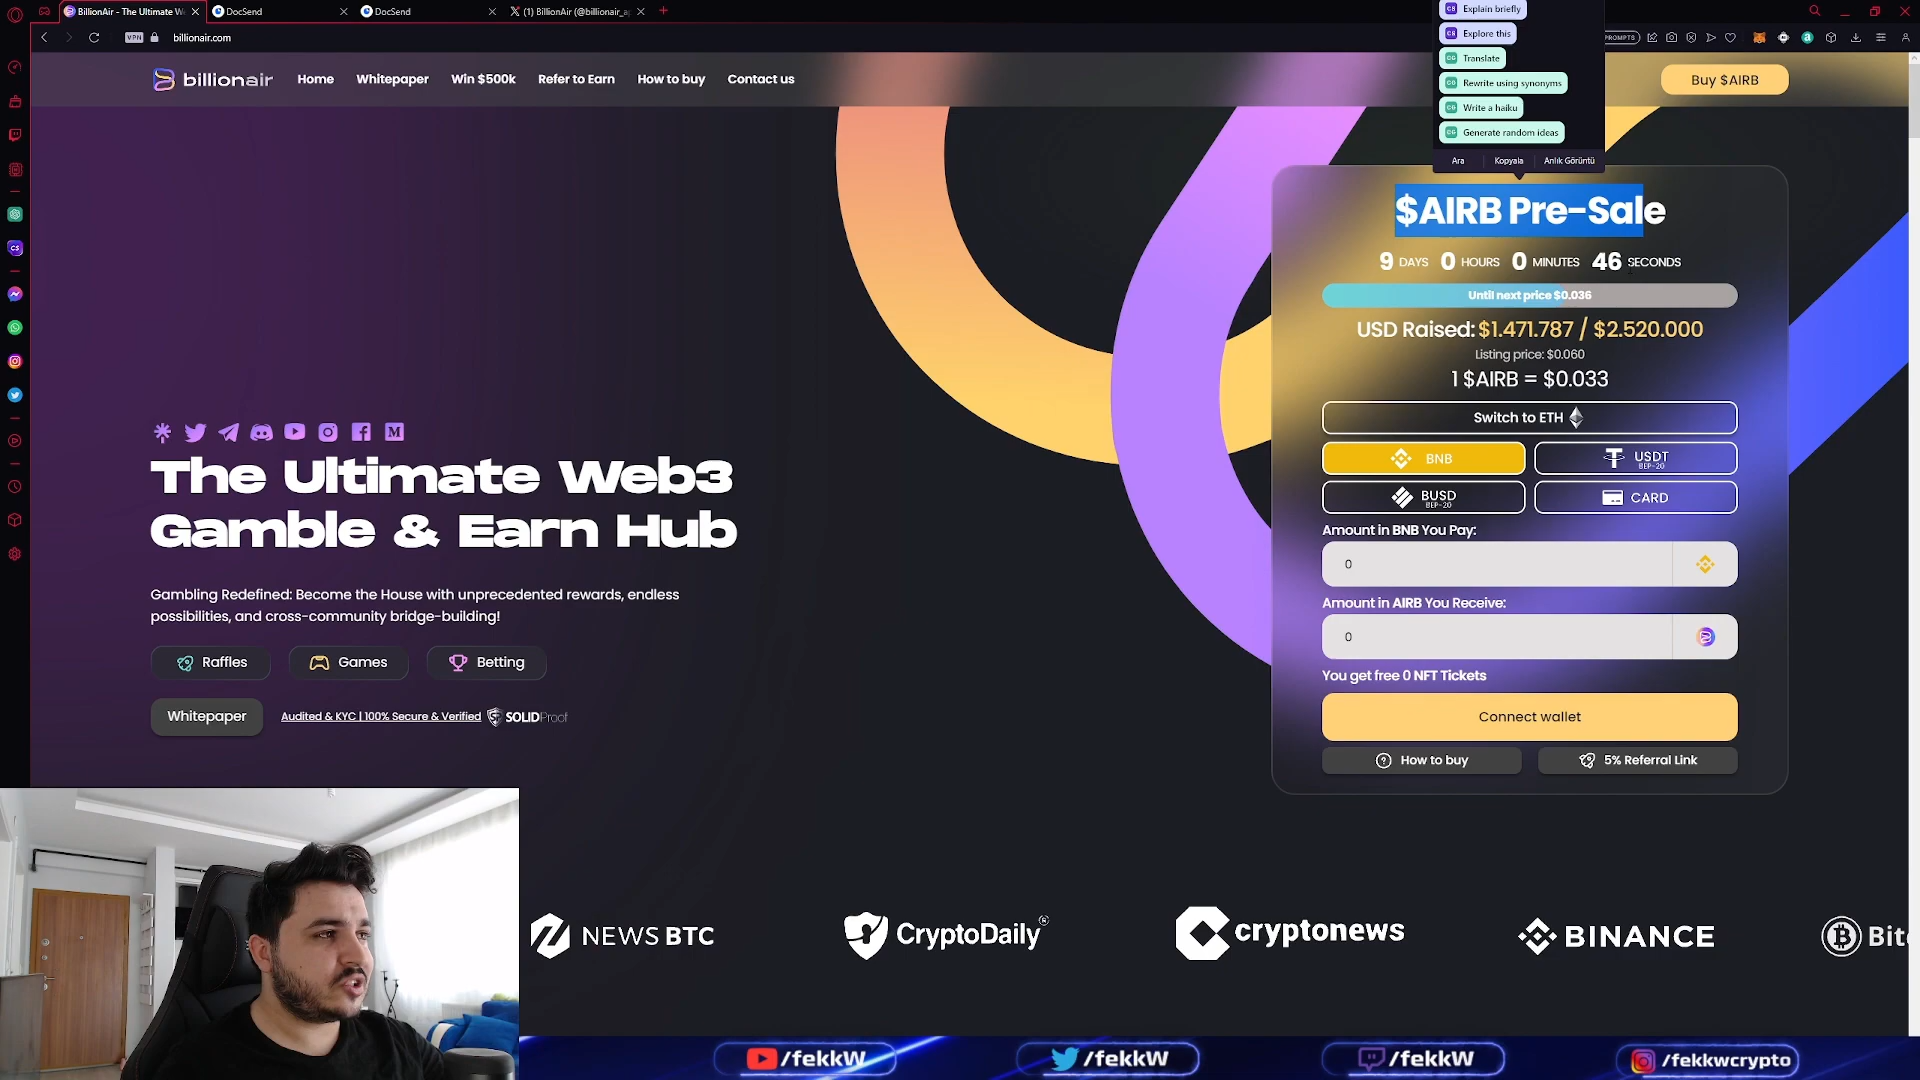 BillionAir - The Ultimate W
DocSend
DocSend
(1) BillionAir (@billionair_a
VPN
billionair.com
PROMPTS
Explain briefly
Explore this
Translate
Rewrite using synonyms
Write a haiku
Generate random ideas
Ara
Kopyala
Anlık Görüntü
billionair
Home
Whitepaper
Win $500k
Refer to Earn
How to buy
Contact us
Buy $AIRB
The Ultimate Web3
Gamble & Earn Hub
Gambling Redefined: Become the House with unprecedented rewards, endless
possibilities, and cross-community bridge-building!
Raffles
Games
Betting
Whitepaper
Audited & KYC | 100% Secure & Verified
SOLIDProof
$AIRB Pre-Sale
9 DAYS 0 HOURS 0 MINUTES 46 SECONDS
Until next price $0.036
USD Raised: $1.471.787 / $2.520.000
Listing price: $0.060
1 $AIRB = $0.033
Switch to ETH
BNB
USDT
BEP-20
BUSD
BEP-20
CARD
Amount in BNB You Pay:
0
Amount in AIRB You Receive:
0
You get free 0 NFT Tickets
Connect wallet
How to buy
5% Referral Link
NEWS BTC
CryptoDaily
cryptonews
BINANCE
Bit
/fekkW
/fekkW
/fekkW
/fekkwcrypto